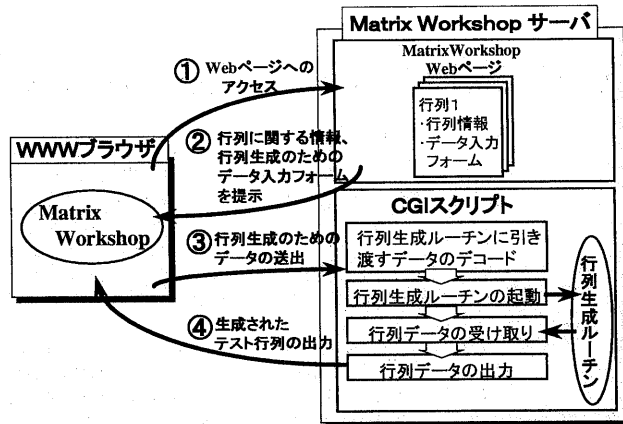 Matrix Workshop サーバ
MatrixWorkshop
Webページ
行列1
・行列情報
・データ入力
フォーム
① Webページへの
アクセス
② 行列に関する情報、
行列生成のための
データ入力フォーム
を提示
WWWブラウザ
Matrix
Workshop
③ 行列生成のための
データの送出
④ 生成された
テスト行列の出力
CGIスクリプト
行列生成ルーチンに引き
渡すデータのデコード
行列生成ルーチンの起動
行列データの受け取り
行列データの出力
行列生成ルーチン